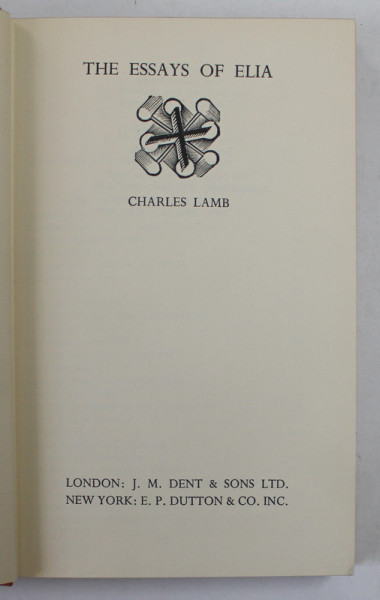 THE ESSAYS OF ELIA
CHARLES LAMB
LONDON: J. M. DENT & SONS LTD.
NEW YORK: E. P. DUTTON & CO. INC.